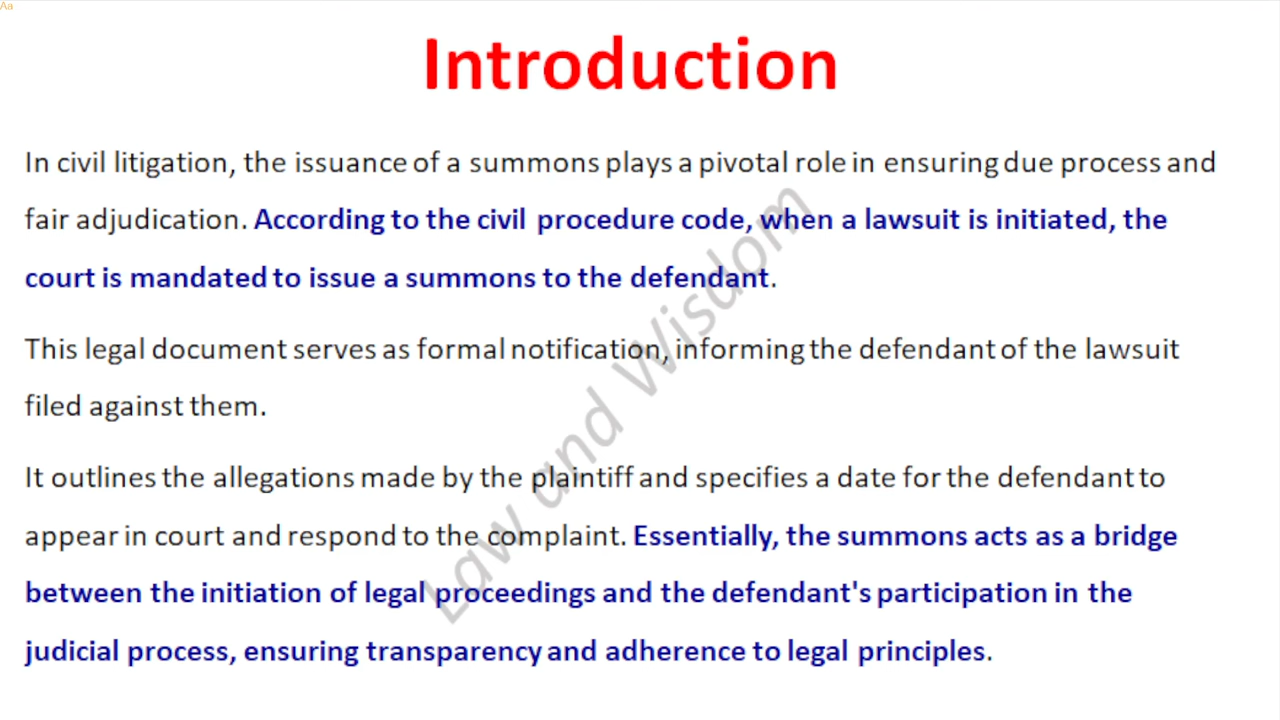 Aa
Introduction
In civil litigation, the issuance of a summons plays a pivotal role in ensuring due process and
fair adjudication. According to the civil procedure code, when a lawsuit is initiated, the
court is mandated to issue a summons to the defendant.
This legal document serves as formal notification, informing the defendant of the lawsuit
filed against them.
It outlines the allegations made by the plaintiff and specifies a date for the defendant to
appear in court and respond to the complaint. Essentially, the summons acts as a bridge
between the initiation of legal proceedings and the defendant's participation in the
judicial process, ensuring transparency and adherence to legal principles.
Law and Wisdom